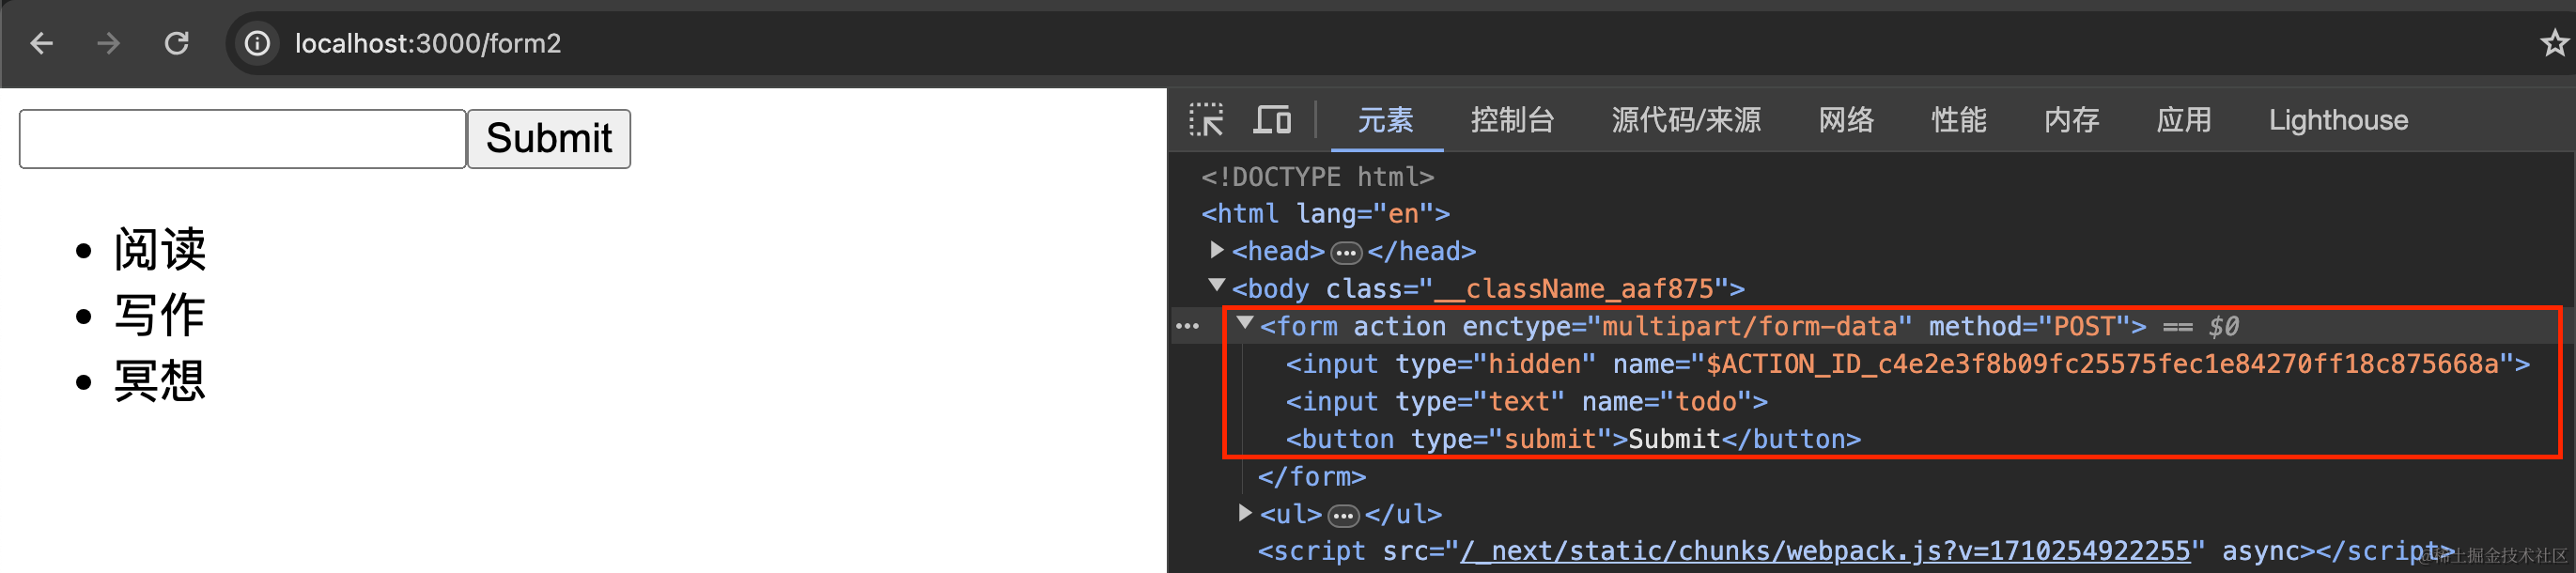 localhost:3000/form2
Submit
阅读
写作
冥想
元素 控制台 源代码/来源 网络 性能 内存 应用 Lighthouse
<!DOCTYPE html>
<html lang="en">
<head>…</head>
<body class="__className_aaf875">
<form action enctype="multipart/form-data" method="POST"> == $0
<input type="hidden" name="$ACTION_ID_c4e2e3f8b09fc25575fec1e84270ff18c875668a">
<input type="text" name="todo">
<button type="submit">Submit</button>
</form>
<ul>…</ul>
<script src="/_next/static/chunks/webpack.js?v=1710254922255" async></script>
@稀土掘金技术社区